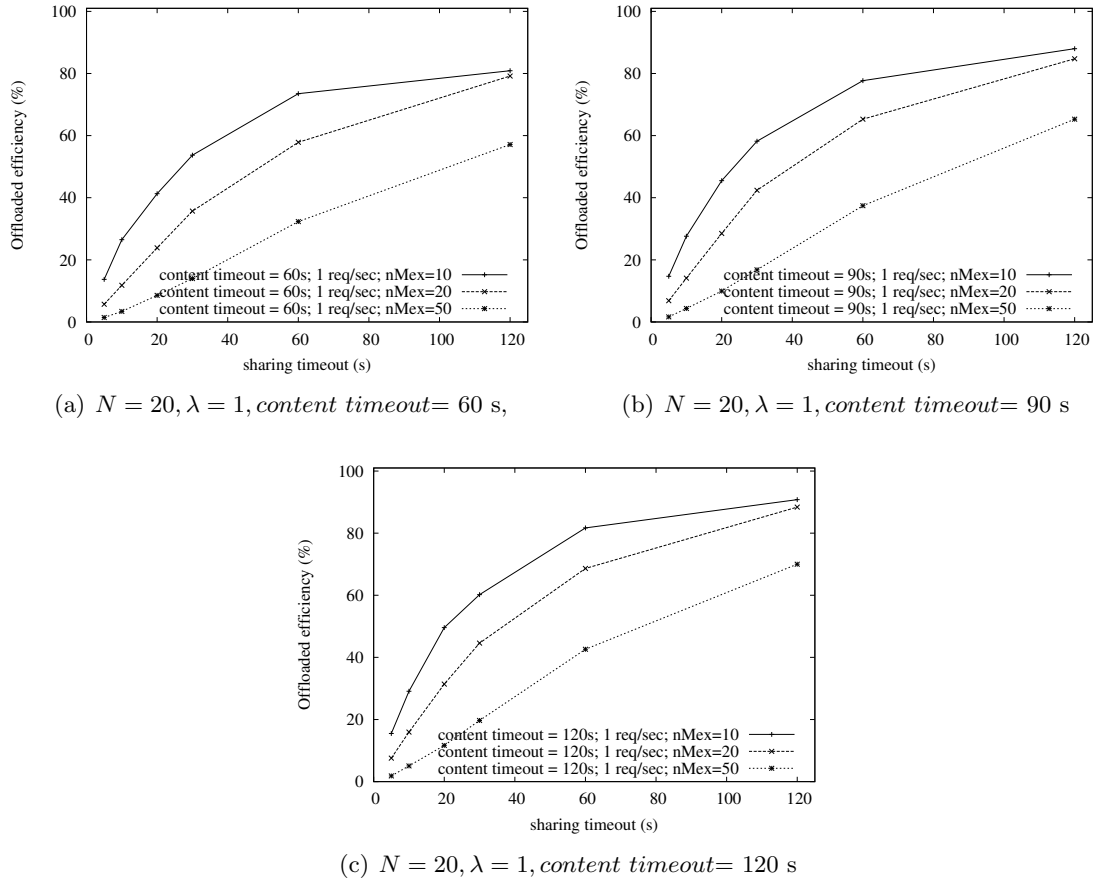 100
80
60
40
20
0
Offloaded efficiency (%)
content timeout = 60s; 1 req/sec; nMex=10
content timeout = 60s; 1 req/sec; nMex=20
content timeout = 60s; 1 req/sec; nMex=50
0 20 40 60 80 100 120
sharing timeout (s)
(a) N = 20, λ = 1, content timeout= 60 s,
100
80
60
40
20
0
Offloaded efficiency (%)
content timeout = 90s; 1 req/sec; nMex=10
content timeout = 90s; 1 req/sec; nMex=20
content timeout = 90s; 1 req/sec; nMex=50
0 20 40 60 80 100 120
sharing timeout (s)
(b) N = 20, λ = 1, content timeout= 90 s
100
80
60
40
20
0
Offloaded efficiency (%)
content timeout = 120s; 1 req/sec; nMex=10
content timeout = 120s; 1 req/sec; nMex=20
content timeout = 120s; 1 req/sec; nMex=50
0 20 40 60 80 100 120
sharing timeout (s)
(c) N = 20, λ = 1, content timeout= 120 s